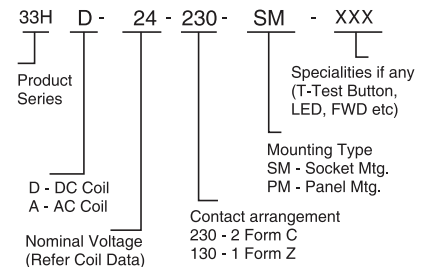 33H D - 24 - 230 - SM - XXX
Product
Series
Specialities if any
(T-Test Button,
LED, FWD etc)
Mounting Type
SM - Socket Mtg.
PM - Panel Mtg.
D - DC Coil
A - AC Coil
Contact arrangement
230 - 2 Form C
130 - 1 Form Z
Nominal Voltage
(Refer Coil Data)